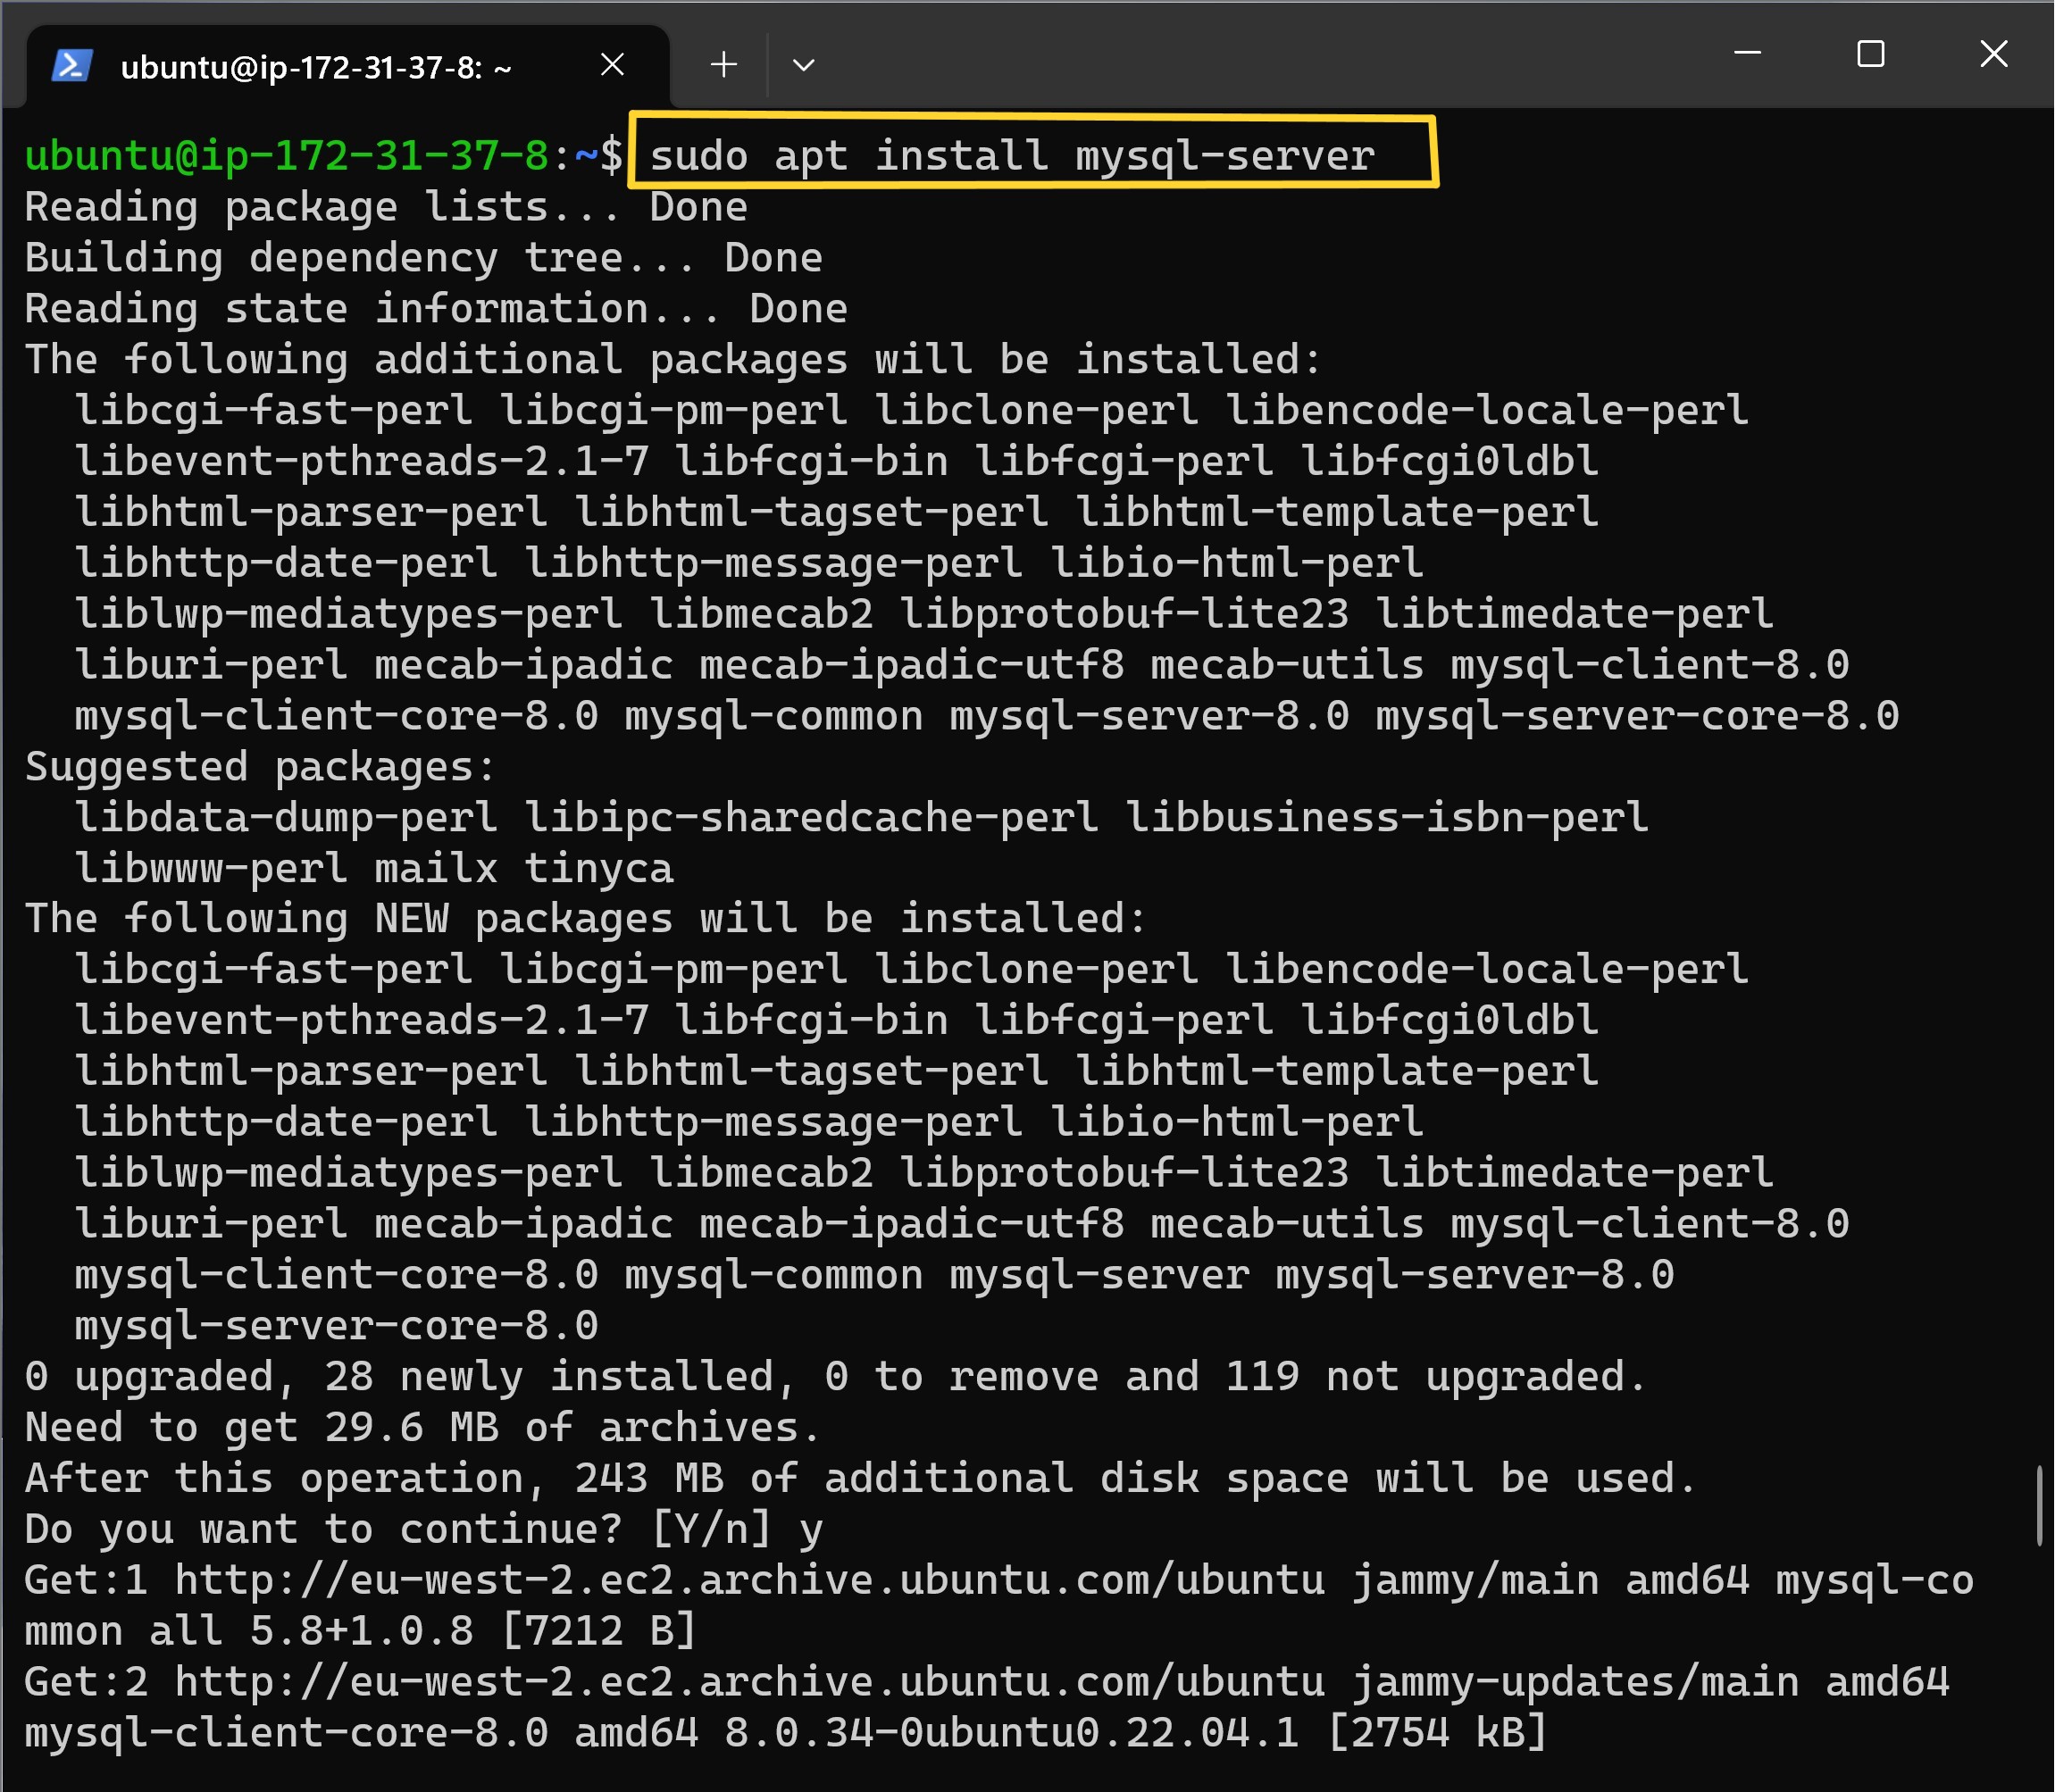 ubuntu@ip-172-31-37-8: ~
ubuntu@ip-172-31-37-8:~$ sudo apt install mysql-server
Reading package lists... Done
Building dependency tree... Done
Reading state information... Done
The following additional packages will be installed:
  libcgi-fast-perl libcgi-pm-perl libclone-perl libencode-locale-perl
  libevent-pthreads-2.1-7 libfcgi-bin libfcgi-perl libfcgi0ldbl
  libhtml-parser-perl libhtml-tagset-perl libhtml-template-perl
  libhttp-date-perl libhttp-message-perl libio-html-perl
  liblwp-mediatypes-perl libmecab2 libprotobuf-lite23 libtimedate-perl
  liburi-perl mecab-ipadic mecab-ipadic-utf8 mecab-utils mysql-client-8.0
  mysql-client-core-8.0 mysql-common mysql-server-8.0 mysql-server-core-8.0
Suggested packages:
  libdata-dump-perl libipc-sharedcache-perl libbusiness-isbn-perl
  libwww-perl mailx tinyca
The following NEW packages will be installed:
  libcgi-fast-perl libcgi-pm-perl libclone-perl libencode-locale-perl
  libevent-pthreads-2.1-7 libfcgi-bin libfcgi-perl libfcgi0ldbl
  libhtml-parser-perl libhtml-tagset-perl libhtml-template-perl
  libhttp-date-perl libhttp-message-perl libio-html-perl
  liblwp-mediatypes-perl libmecab2 libprotobuf-lite23 libtimedate-perl
  liburi-perl mecab-ipadic mecab-ipadic-utf8 mecab-utils mysql-client-8.0
  mysql-client-core-8.0 mysql-common mysql-server mysql-server-8.0
  mysql-server-core-8.0
0 upgraded, 28 newly installed, 0 to remove and 119 not upgraded.
Need to get 29.6 MB of archives.
After this operation, 243 MB of additional disk space will be used.
Do you want to continue? [Y/n] y
Get:1 http://eu-west-2.ec2.archive.ubuntu.com/ubuntu jammy/main amd64 mysql-co
mmon all 5.8+1.0.8 [7212 B]
Get:2 http://eu-west-2.ec2.archive.ubuntu.com/ubuntu jammy-updates/main amd64
mysql-client-core-8.0 amd64 8.0.34-0ubuntu0.22.04.1 [2754 kB]